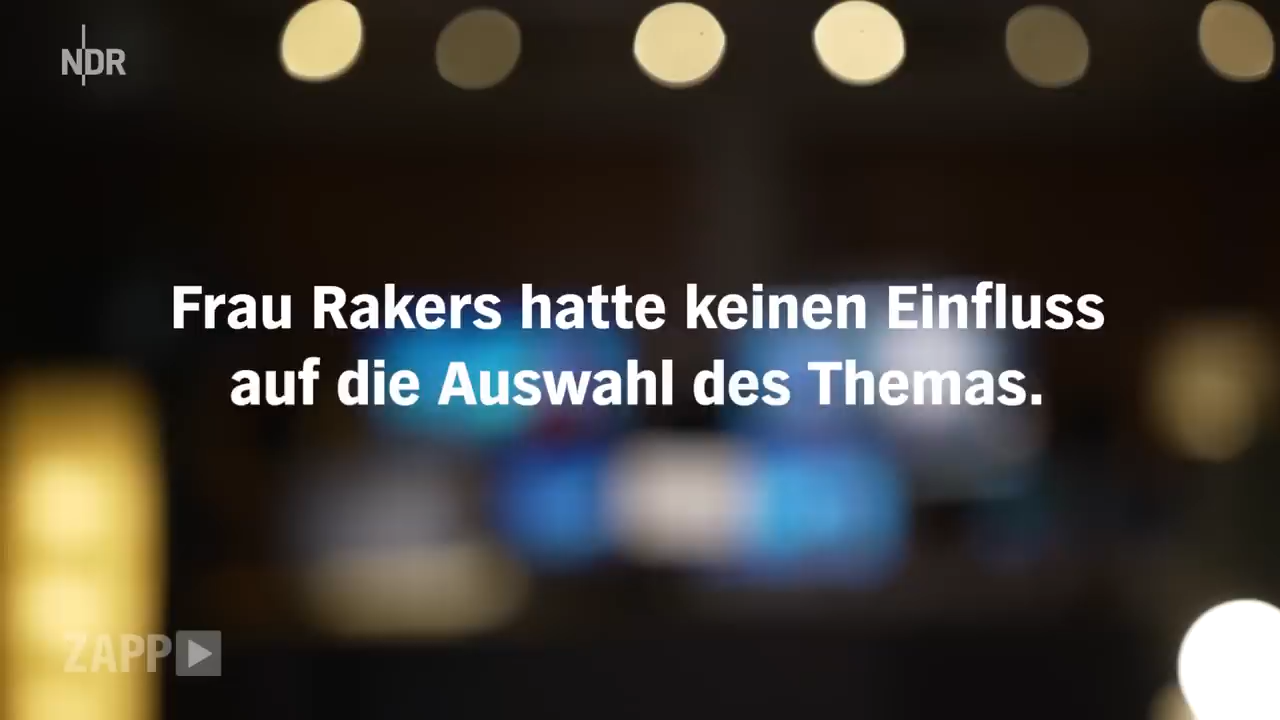 NDR
Frau Rakers hatte keinen Einfluss
auf die Auswahl des Themas.
ZAPP